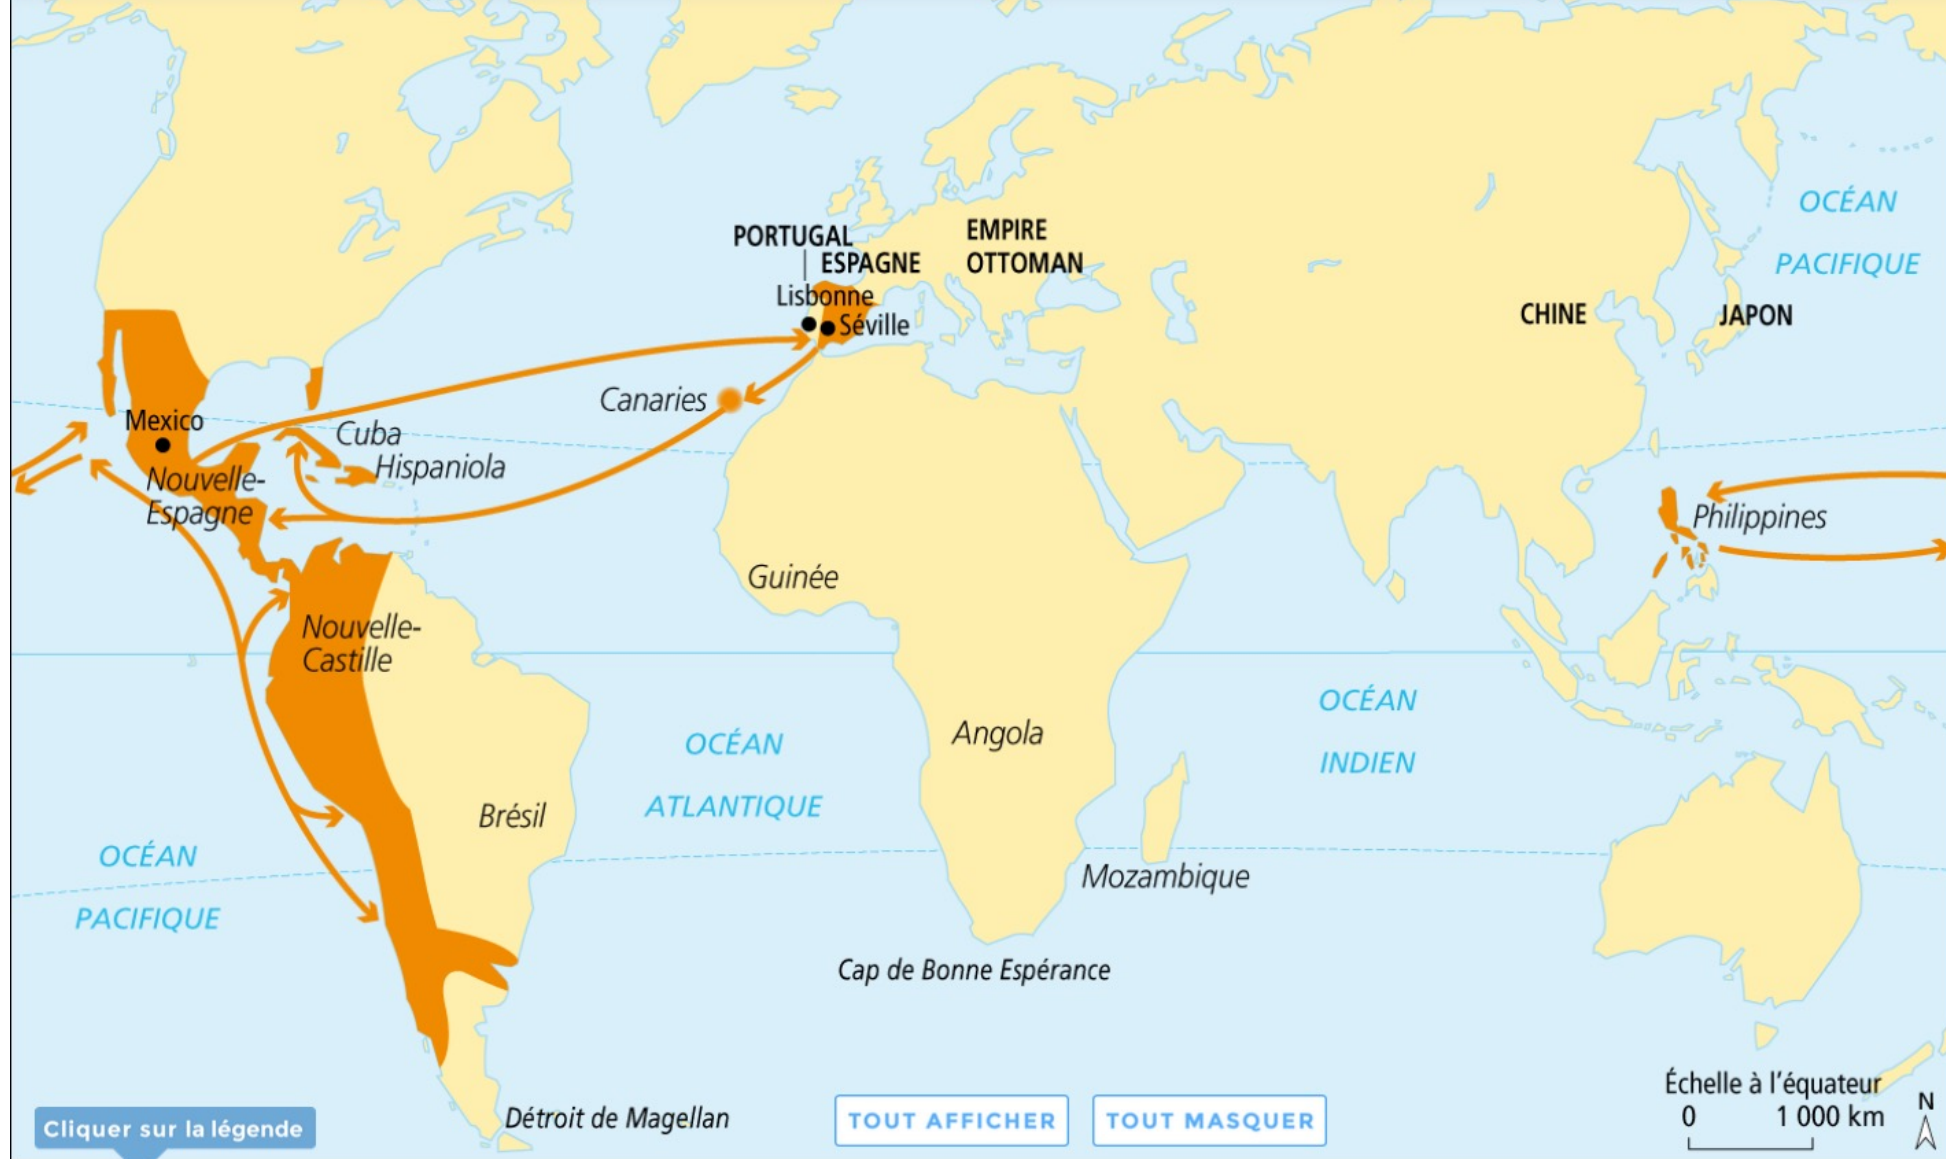 OCÉAN
PACIFIQUE
PORTUGAL
ESPAGNE
EMPIRE
OTTOMAN
Lisbonne
Séville
CHINE
JAPON
Canaries
Mexico
Cuba
Hispaniola
Nouvelle-
Espagne
Philippines
Guinée
Nouvelle-
Castille
OCÉAN
ATLANTIQUE
Angola
OCÉAN
INDIEN
Brésil
OCÉAN
PACIFIQUE
Mozambique
Cap de Bonne Espérance
Détroit de Magellan
Échelle à l'équateur
0 1 000 km
N
Cliquer sur la légende
TOUT AFFICHER
TOUT MASQUER